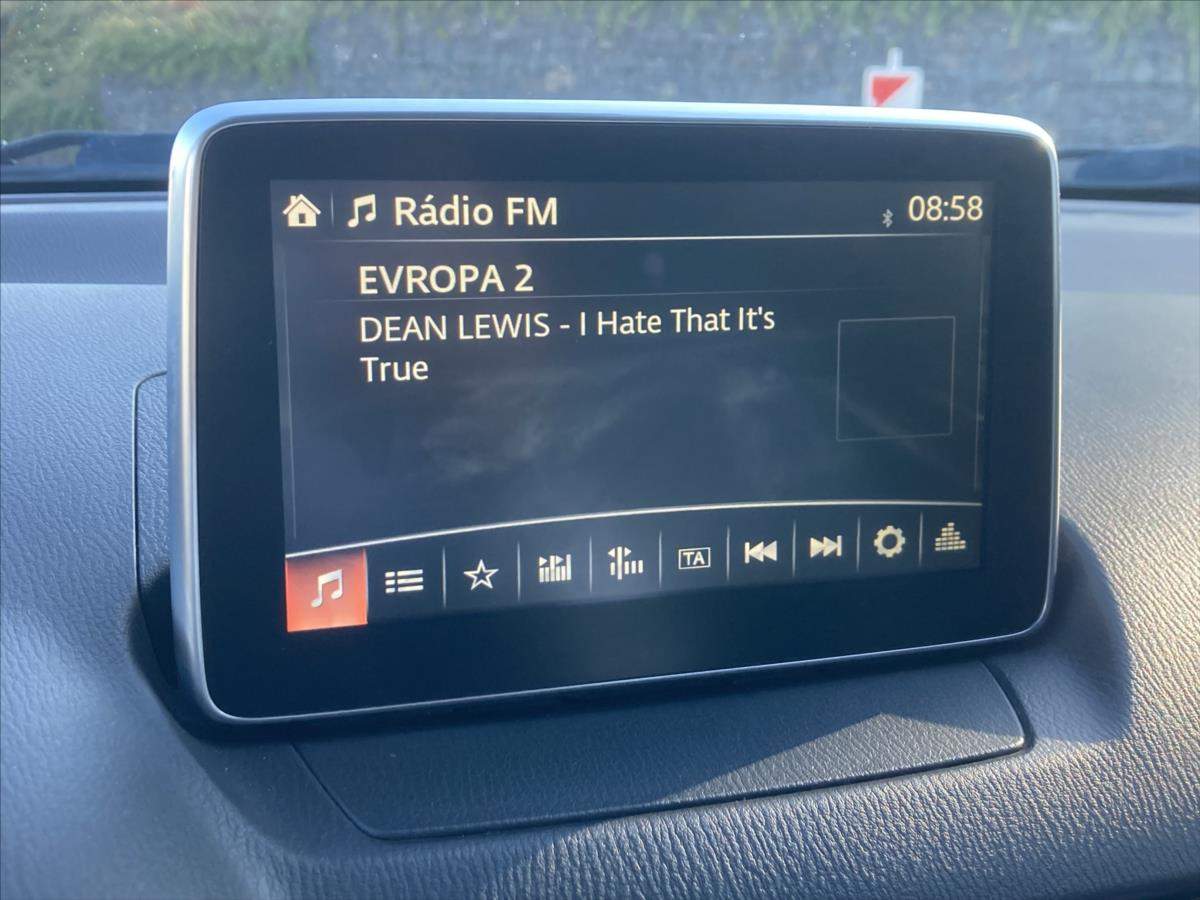 Rádio FM 08:58
EVROPA 2
DEAN LEWIS - I Hate That It's
True
TA